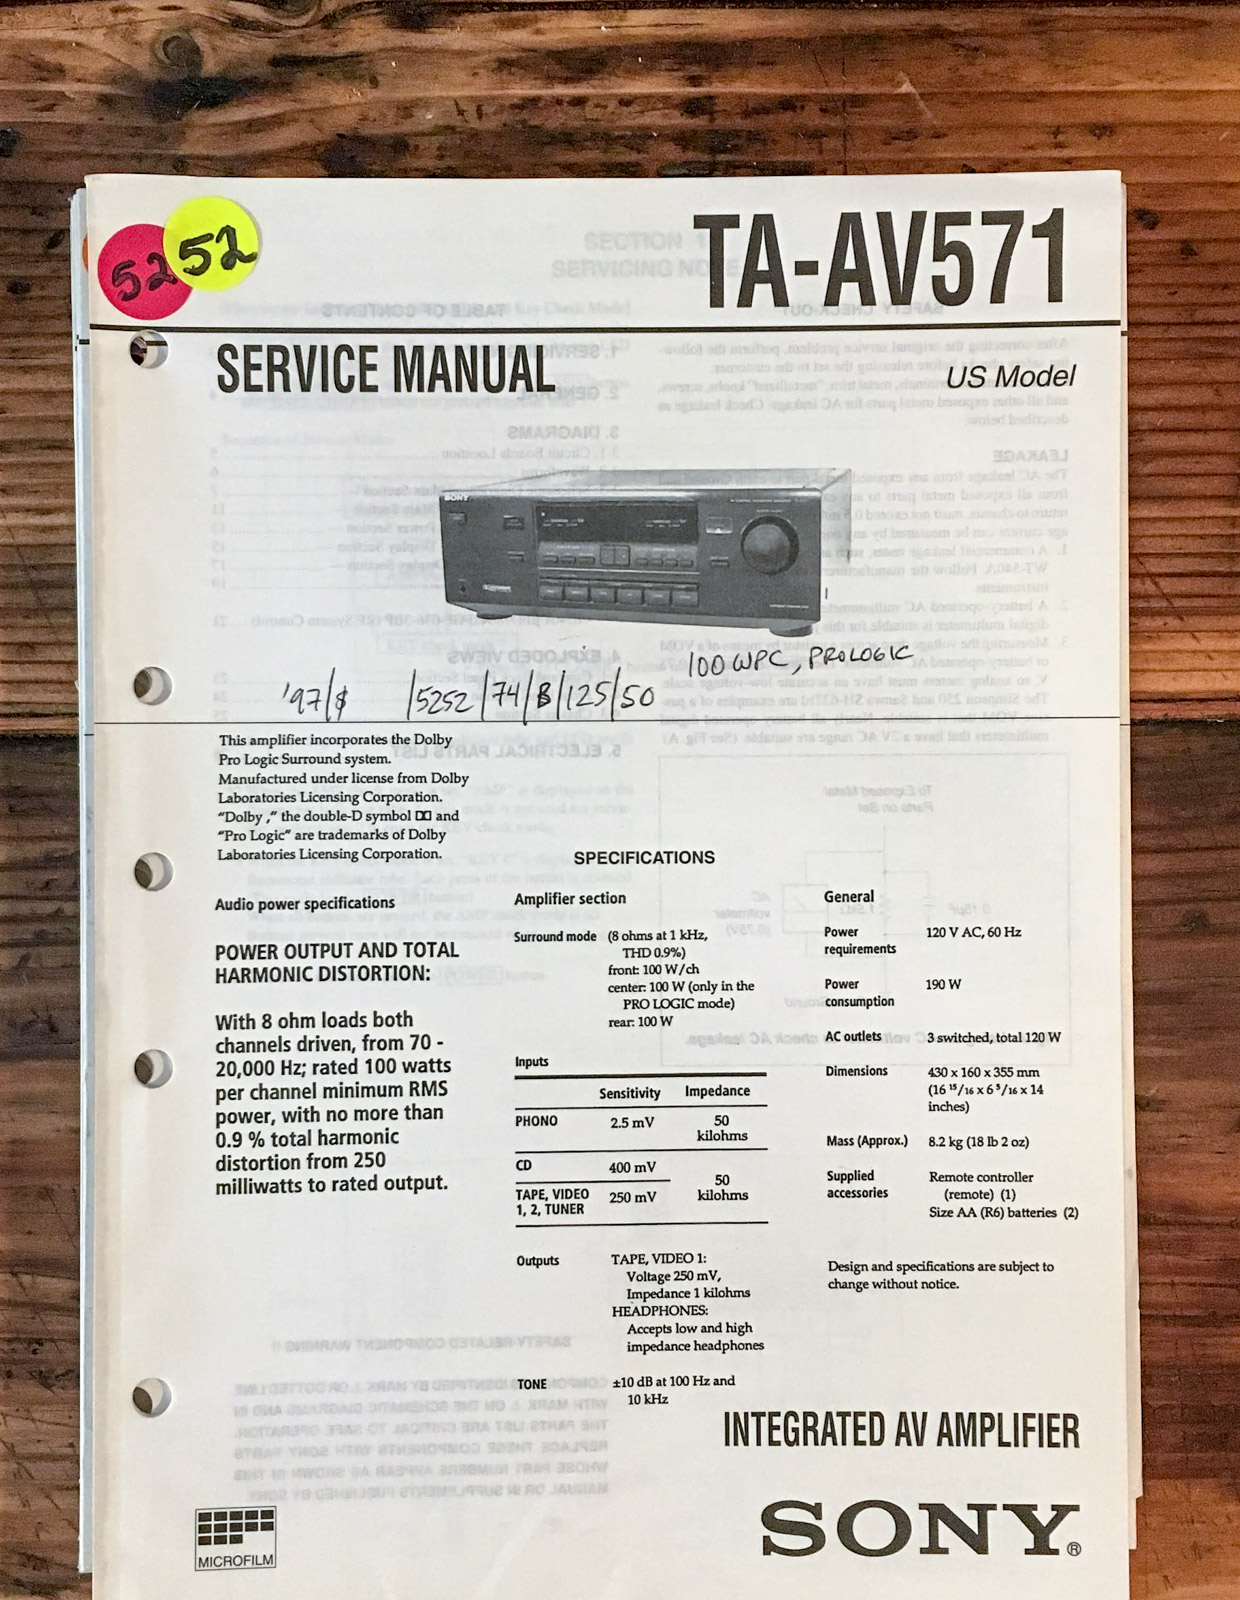 52
52
TA-AV571
SERVICE MANUAL
US Model
SONY
100 WPC, PROLOGIC
'97/$ /5252/74/B/125/50
This amplifier incorporates the Dolby
Pro Logic Surround system.
Manufactured under license from Dolby
Laboratories Licensing Corporation.
“Dolby ,” the double-D symbol and
“Pro Logic” are trademarks of Dolby
Laboratories Licensing Corporation.
SPECIFICATIONS
Audio power specifications
POWER OUTPUT AND TOTAL
HARMONIC DISTORTION:
With 8 ohm loads both
channels driven, from 70 -
20,000 Hz; rated 100 watts
per channel minimum RMS
power, with no more than
0.9 % total harmonic
distortion from 250
milliwatts to rated output.
Amplifier section
Surround mode (8 ohms at 1 kHz,
THD 0.9%)
front: 100 W/ch
center: 100 W (only in the
PRO LOGIC mode)
rear: 100 W
Inputs
Sensitivity Impedance
PHONO 2.5 mV 50
kilohms
CD 400 mV
50
kilohms
TAPE, VIDEO 250 mV
1, 2, TUNER
Outputs TAPE, VIDEO 1:
Voltage 250 mV,
Impedance 1 kilohms
HEADPHONES:
Accepts low and high
impedance headphones
TONE ±10 dB at 100 Hz and
10 kHz
General
Power 120 V AC, 60 Hz
requirements
Power 190 W
consumption
AC outlets 3 switched, total 120 W
Dimensions 430 x 160 x 355 mm
(16 15/16 x 6 5/16 x 14
inches)
Mass (Approx.) 8.2 kg (18 lb 2 oz)
Supplied Remote controller
accessories (remote) (1)
Size AA (R6) batteries (2)
Design and specifications are subject to
change without notice.
INTEGRATED AV AMPLIFIER
MICROFILM
SONY®